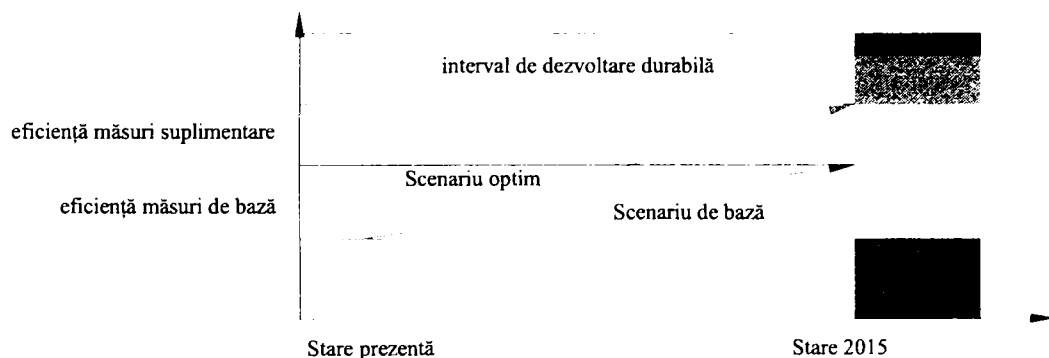 interval de dezvoltare durabilă
eficiență măsuri suplimentare
Scenariu optim
eficiență măsuri de bază
Scenariu de bază
Stare prezentă
Stare 2015